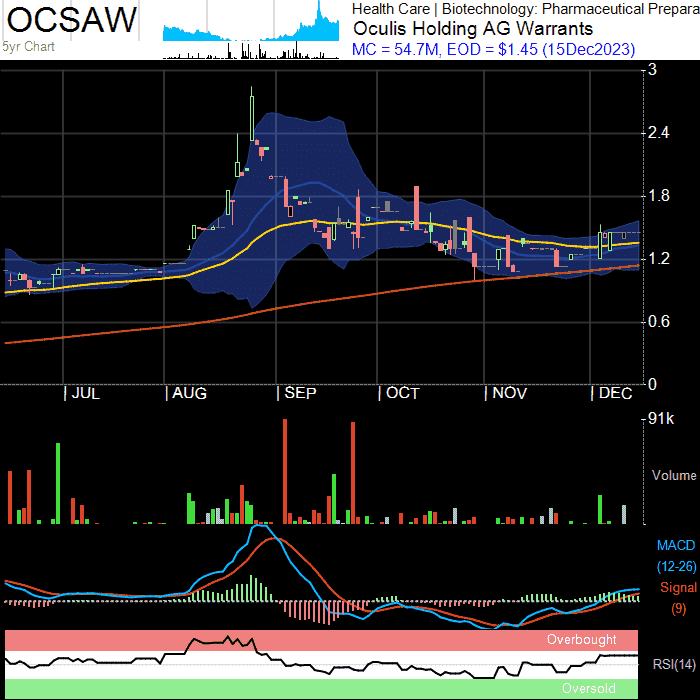 OCSAW
5yr Chart
Health Care | Biotechnology: Pharmaceutical Prepara
Oculis Holding AG Warrants
MC = 54.7M, EOD = $1.45 (15Dec2023)
3
2.4
1.8
1.2
0.6
0
| JUL | AUG | SEP | OCT | NOV | DEC
91k
Volume
MACD
(12-26)
Signal
(9)
Overbought
RSI(14)
Oversold